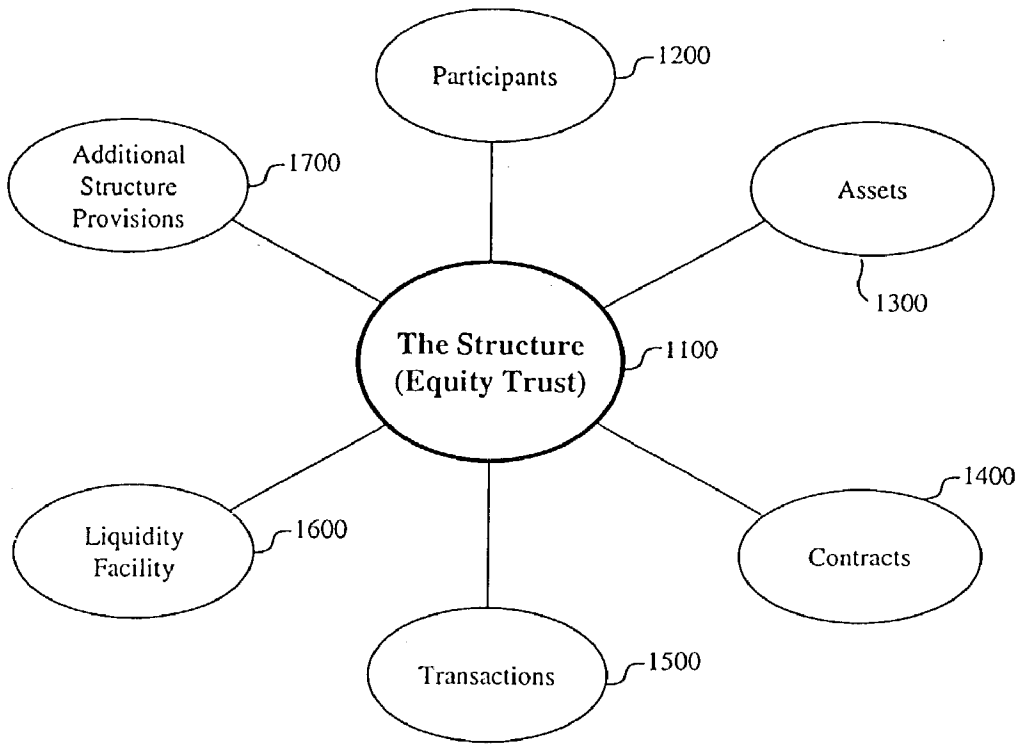 Participants
1200
Additional
Structure
Provisions
1700
Assets
1300
The Structure
(Equity Trust)
1100
1400
Contracts
Liquidity
Facility
1600
Transactions
1500